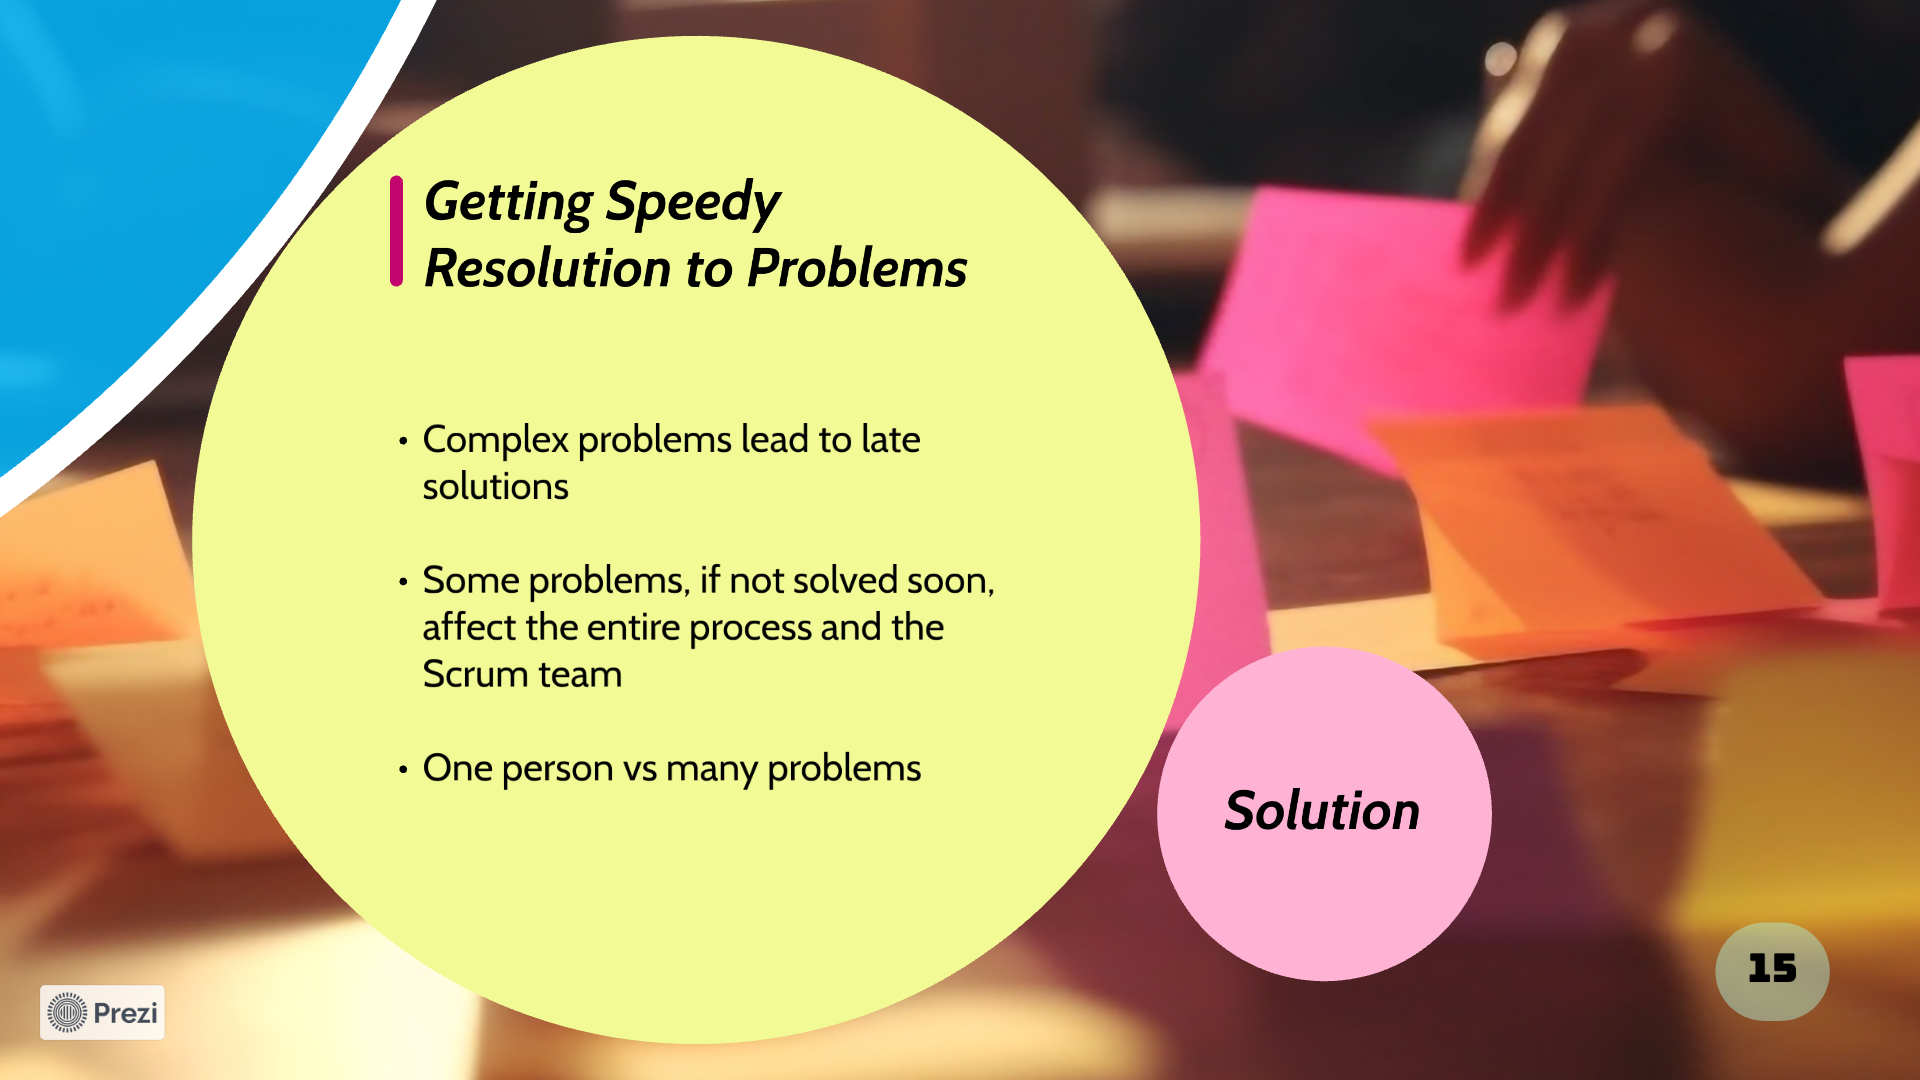 Getting Speedy
Resolution to Problems
• Complex problems lead to late
solutions
• Some problems, if not solved soon,
affect the entire process and the
Scrum team
• One person vs many problems
Solution
15
Prezi